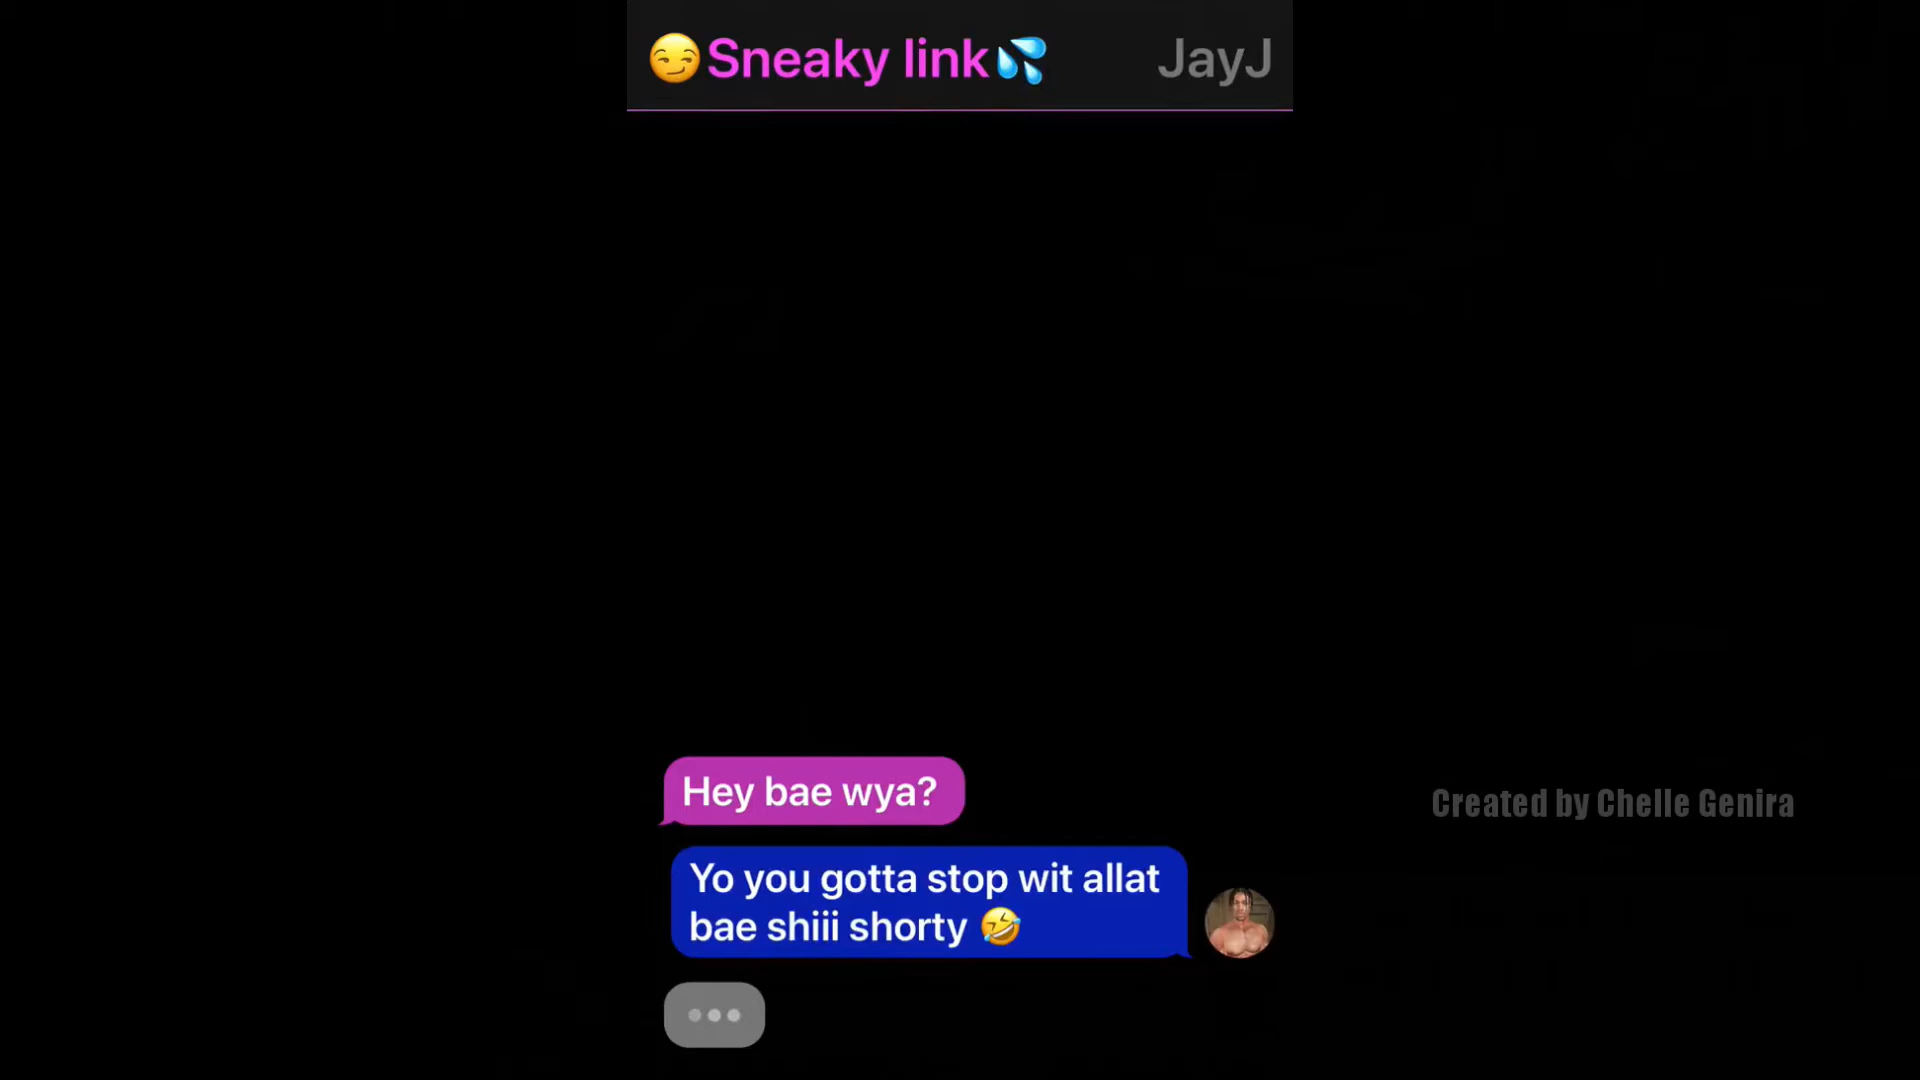 😏Sneaky link💦 JayJ
Hey bae wya?
Yo you gotta stop wit allat
bae shiii shorty 🤣
Created by Chelle Genira